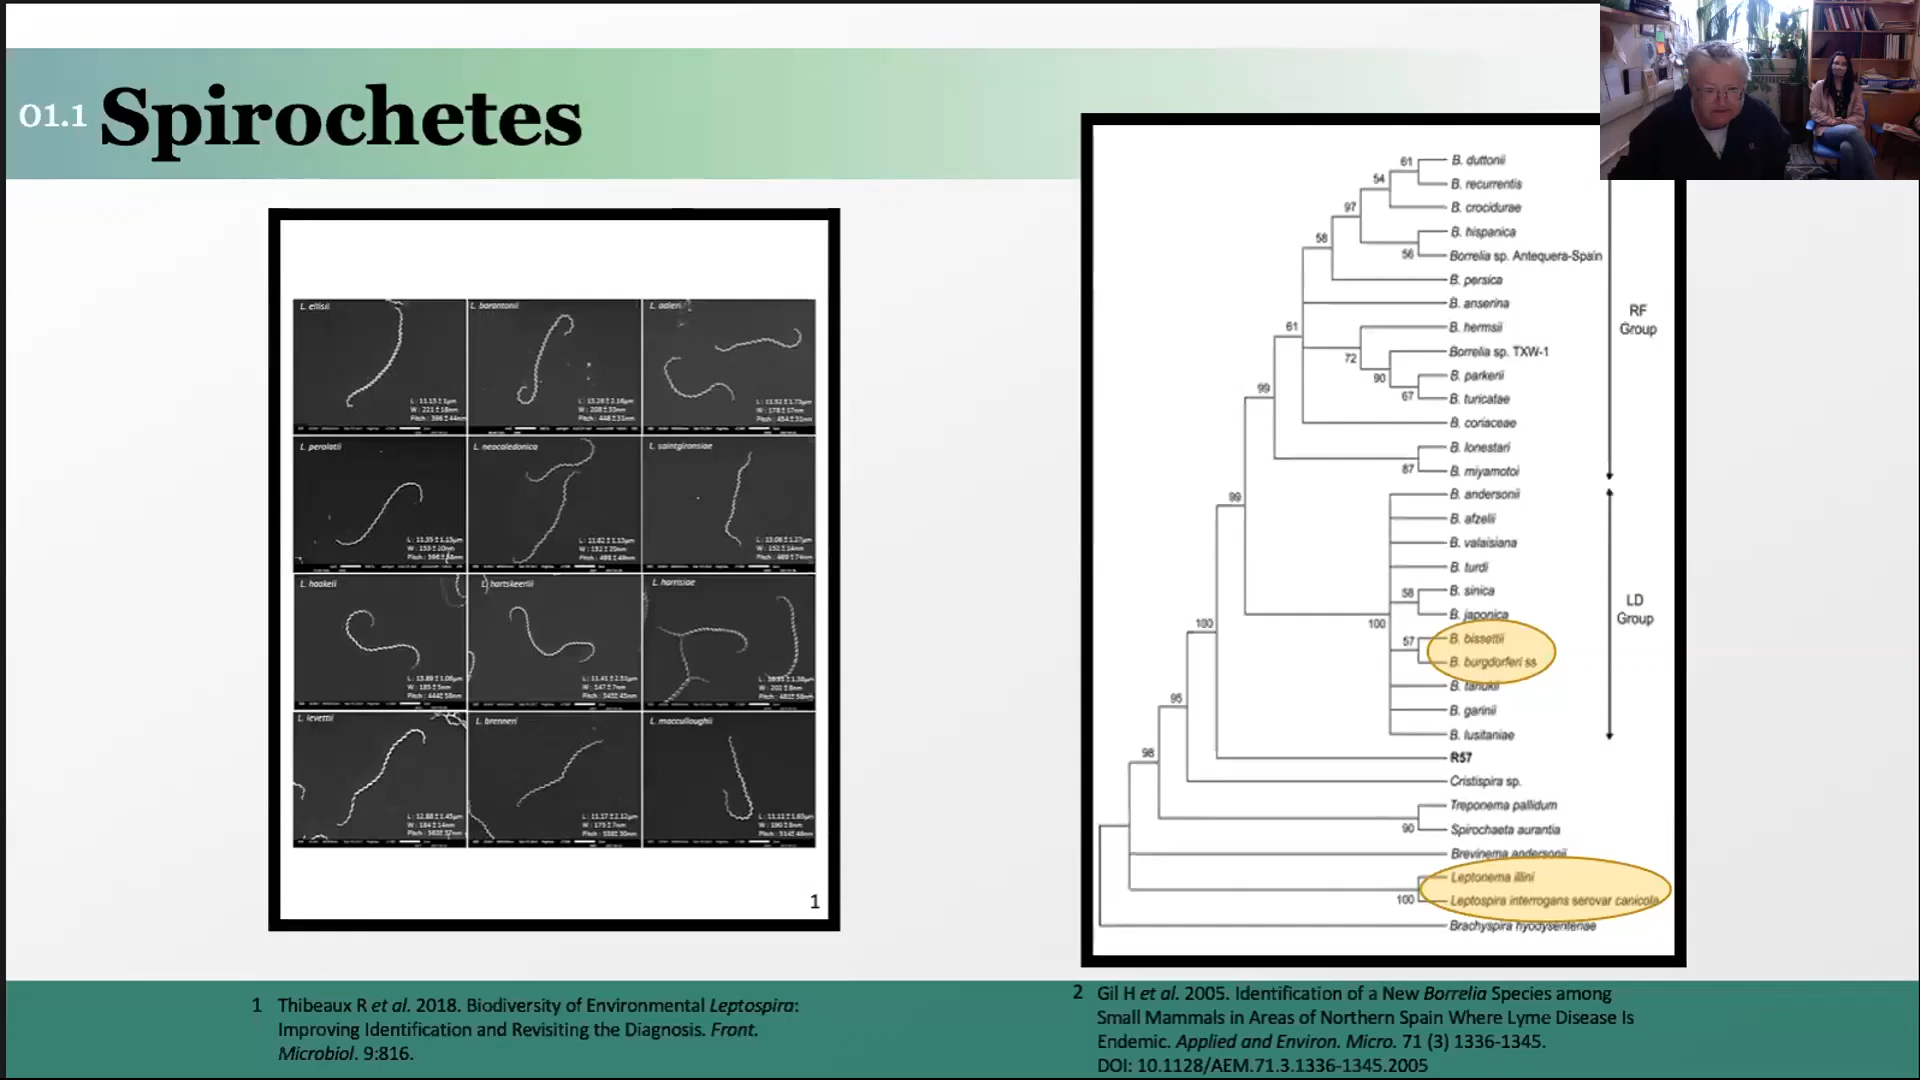 01.1 Spirochetes
L. ellisii
L. barantonii
L. adleri
L. perolatii
L. neocaledonica
L. saintgironsiae
L. haakeii
L. hartskeerlii
L. harrisiae
L. levettii
L. brenneri
L. macculloughii
1
61
B. duttonii
54
B. recurrentis
97
B. crocidurae
58
B. hispanica
56
Borrelia sp. Antequera-Spain
B. persica
B. anserina
61
B. hermsii
72
Borrelia sp. TXW-1
90
B. parkerii
67
B. turicatae
99
B. coriaceae
B. lonestari
87
B. miyamotoi
RF
Group
99
B. andersonii
B. afzelii
B. valaisiana
B. turdi
58
B. sinica
B. japonica
100
100
57
B. bissettii
B. burgdorferi ss
B. tanukii
B. garinii
B. lusitaniae
LD
Group
95
R57
98
Cristispira sp.
Treponema pallidum
90
Spirochaeta aurantia
Brevinema andersonii
Leptonema illini
100
Leptospira interrogans serovar canicola
Brachyspira hyodysenteriae
1 Thibeaux R et al. 2018. Biodiversity of Environmental Leptospira:
Improving Identification and Revisiting the Diagnosis. Front.
Microbiol. 9:816.
2 Gil H et al. 2005. Identification of a New Borrelia Species among
Small Mammals in Areas of Northern Spain Where Lyme Disease Is
Endemic. Applied and Environ. Micro. 71 (3) 1336-1345.
DOI: 10.1128/AEM.71.3.1336-1345.2005